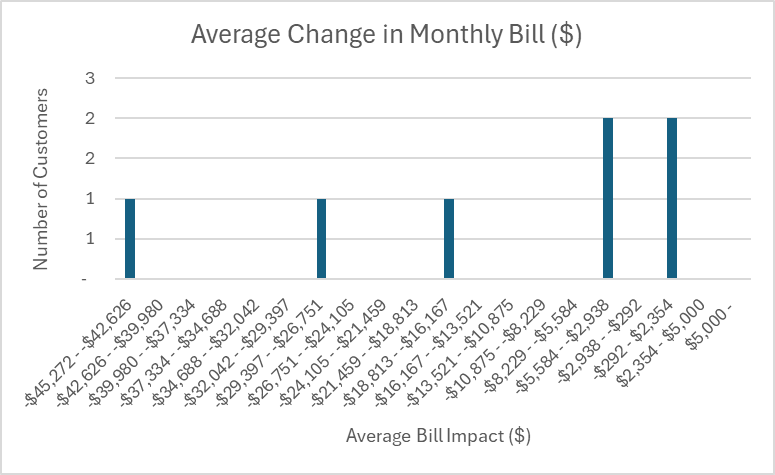 Average Change in Monthly Bill ($)
Number of Customers
3
2
2
1
1
-
-$45,272 - -$42,626
-$42,626 - -$39,980
-$39,980 - -$37,334
-$37,334 - -$34,688
-$34,688 - -$32,042
-$32,042 - -$29,397
-$29,397 - -$26,751
-$26,751 - -$24,105
-$24,105 - -$21,459
-$21,459 - -$18,813
-$18,813 - -$16,167
-$16,167 - -$13,521
-$13,521 - -$10,875
-$10,875 - -$8,229
-$8,229 - -$5,584
-$5,584 - -$2,938
-$2,938 - -$292
-$292 - $2,354
$2,354 - $5,000
$5,000 -
Average Bill Impact ($)